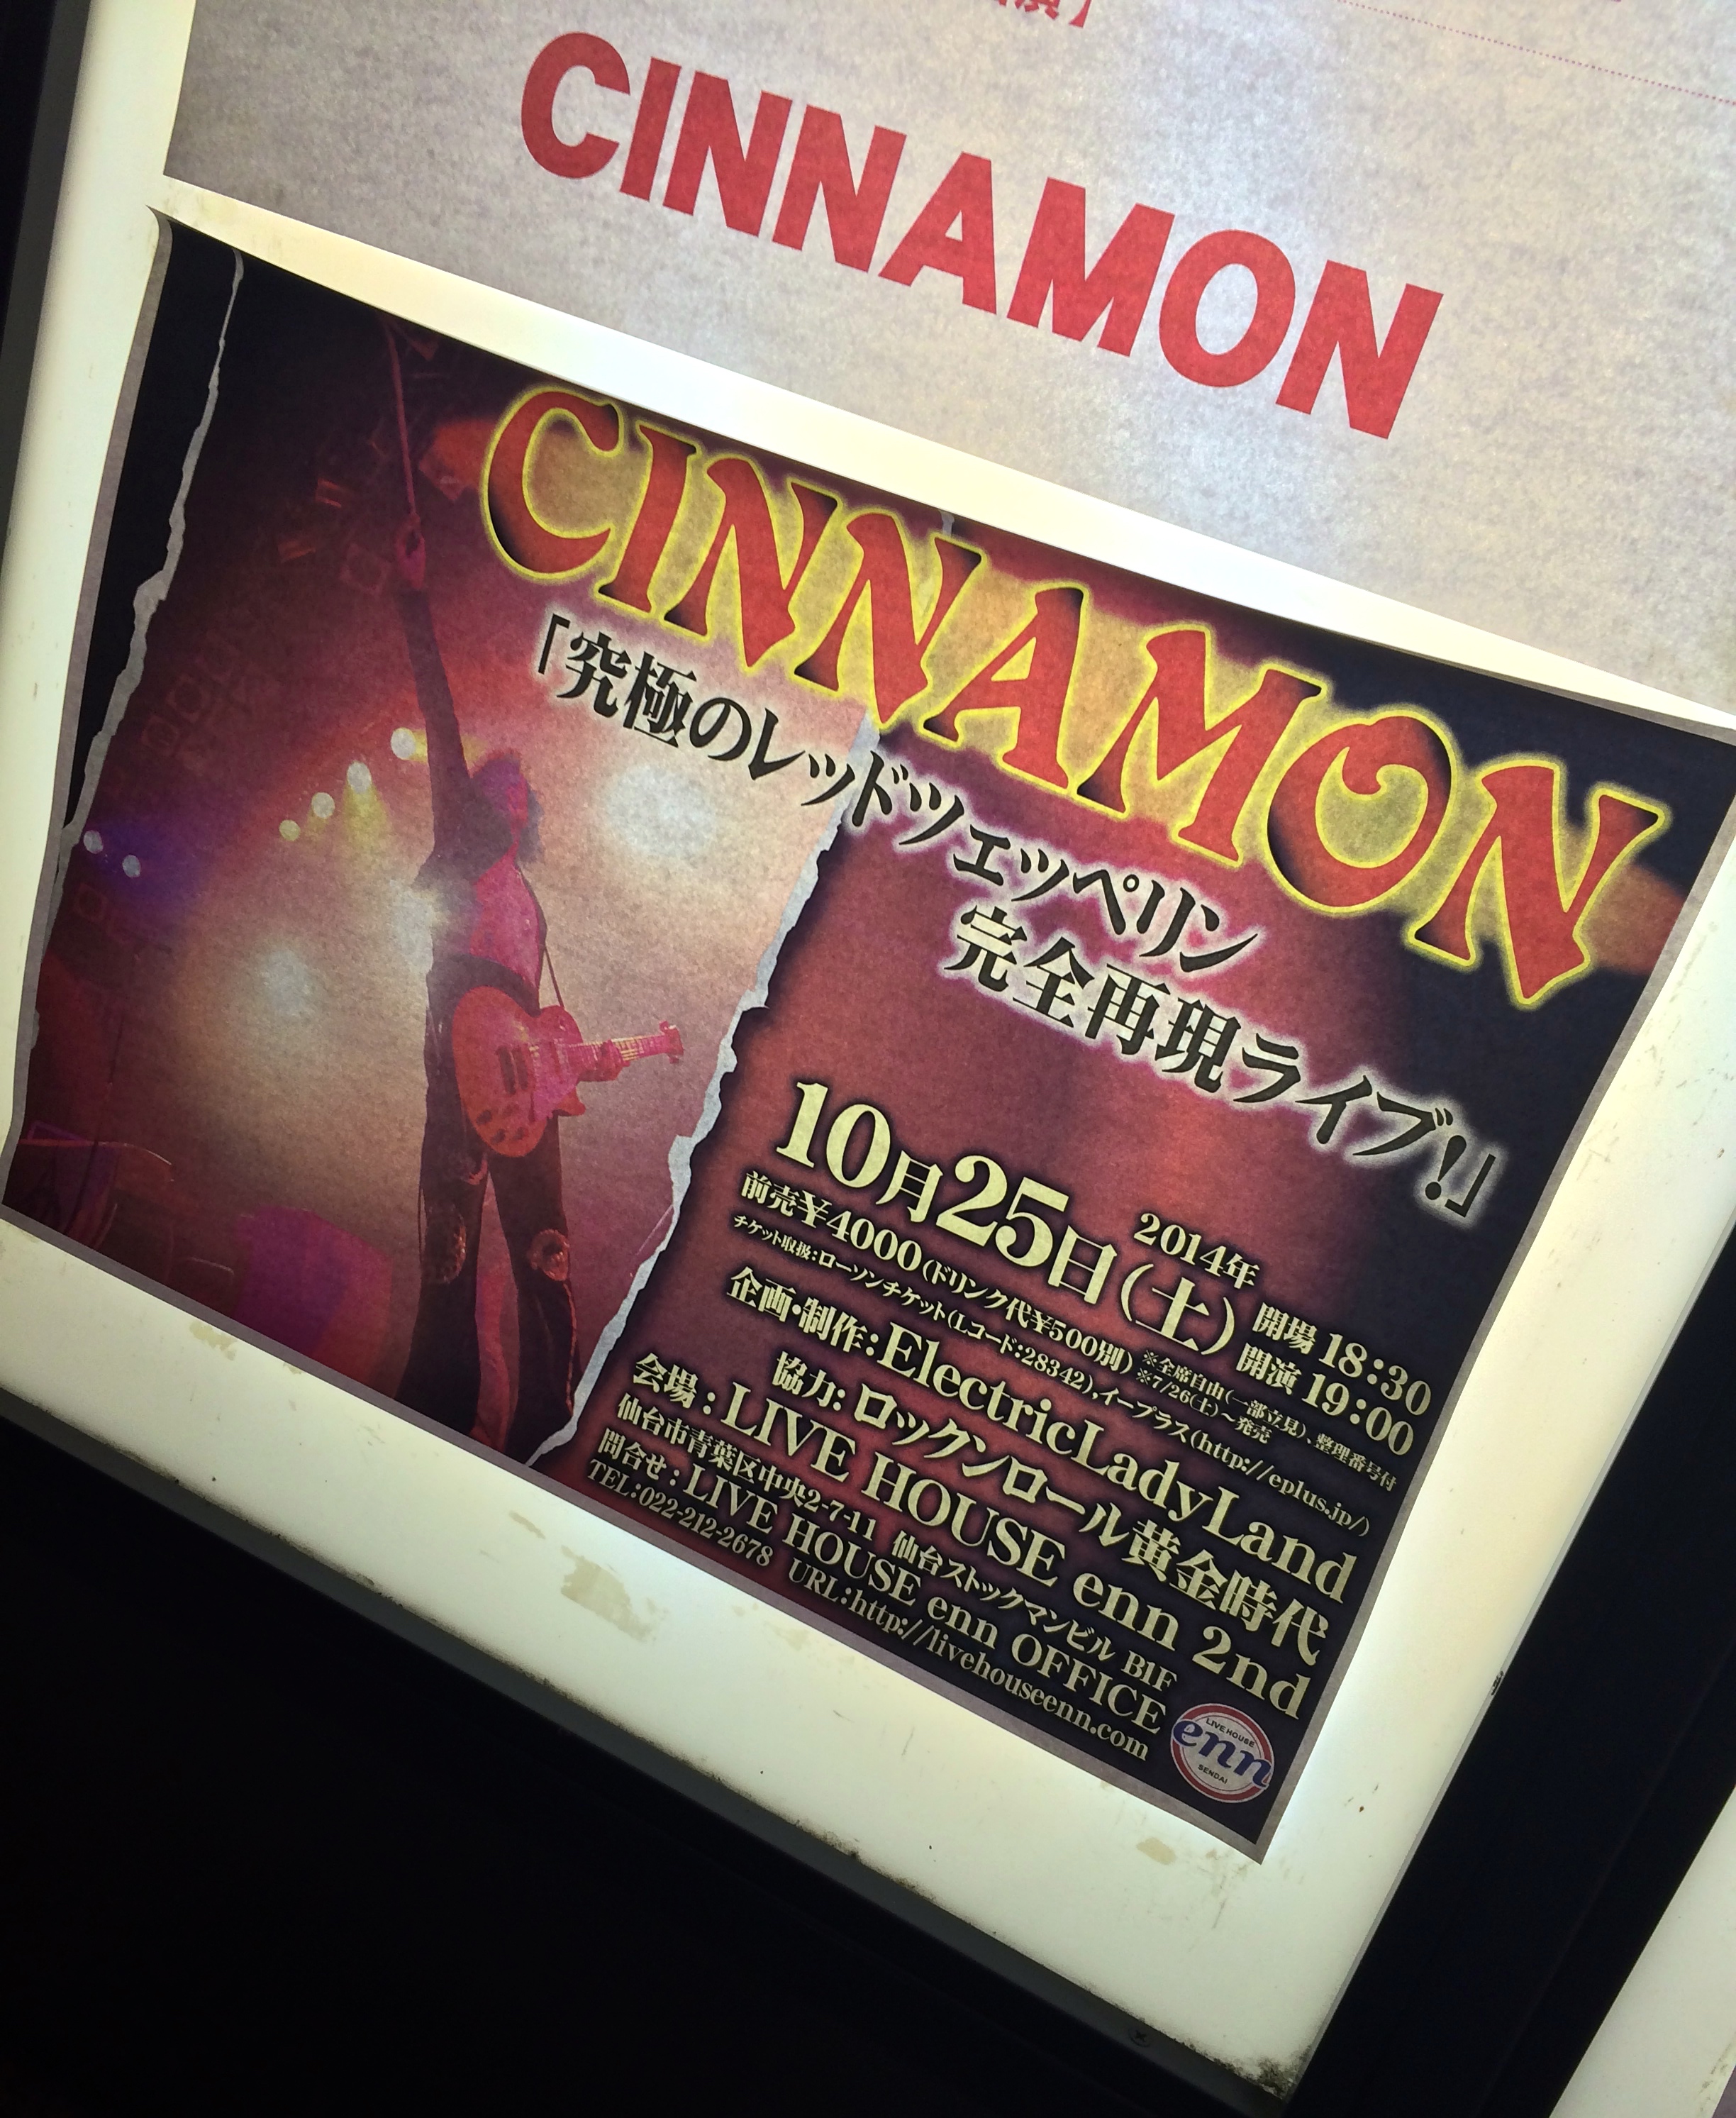 演】
CINNAMON
CINNAMON
「究極のレッドツェッペリン
完全再現ライブ!」
10月25日(土)
2014年
開場 18:30
開演 19:00
前売¥4000(ドリンク代¥500別)
※全席自由(一部立見)、整理番号付
※7/26(土)~発売
チケット取扱:ローソンチケット(Lコード:28342),イープラス(http://eplus.jp/)
企画・制作:ElectricLadyLand
協力:ロックンロール黄金時代
会場:LIVE HOUSE enn 2nd
仙台市青葉区中央2-7-11 仙台ストックマンビル B1F
問合せ:LIVE HOUSE enn OFFICE
TEL:022-212-2678 URL:http://livehouseenn.com
LIVE HOUSE
enn
SENDAI